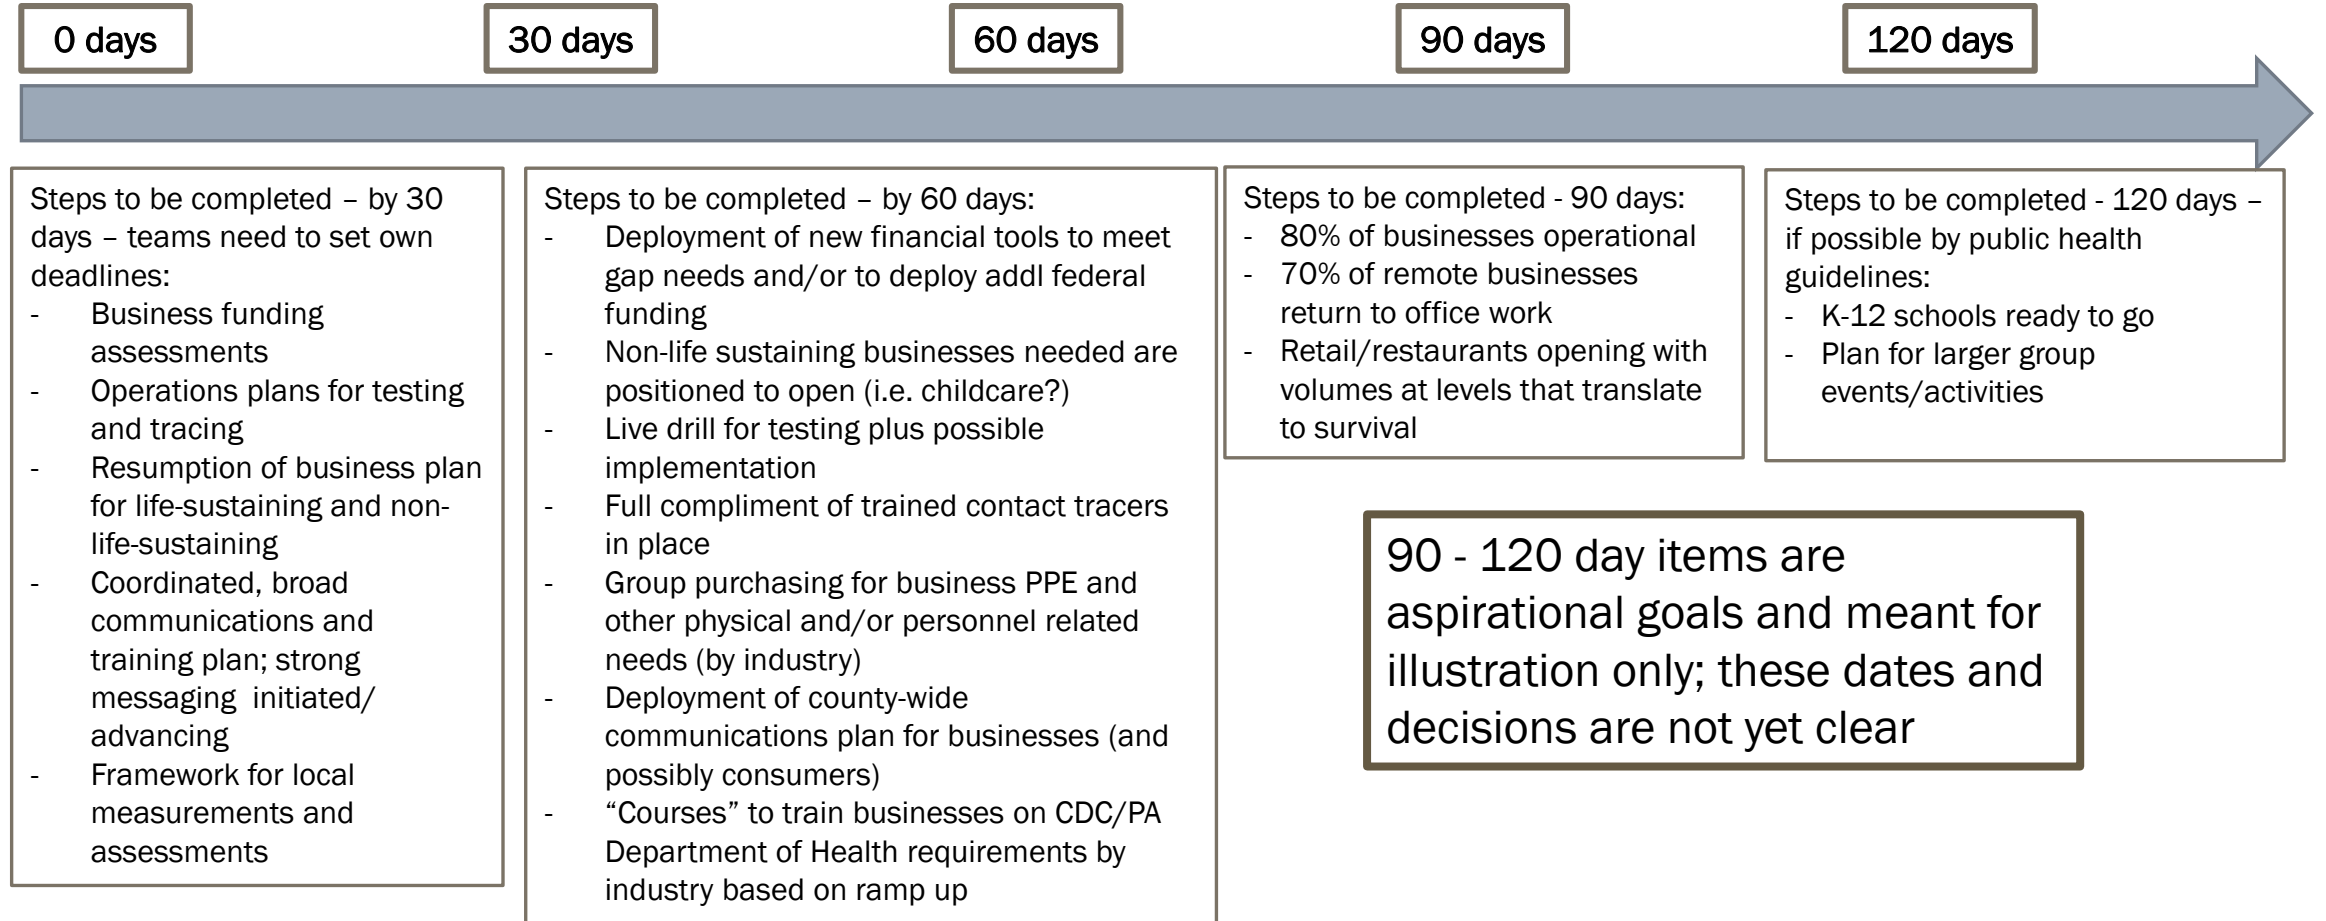 0 days
30 days
60 days
90 days
120 days
Steps to be completed – by 30
days – teams need to set own
deadlines:
- Business funding
assessments
- Operations plans for testing
and tracing
- Resumption of business plan
for life-sustaining and non-
life-sustaining
- Coordinated, broad
communications and
training plan; strong
messaging initiated/
advancing
- Framework for local
measurements and
assessments
Steps to be completed – by 60 days:
- Deployment of new financial tools to meet
gap needs and/or to deploy addl federal
funding
- Non-life sustaining businesses needed are
positioned to open (i.e. childcare?)
- Live drill for testing plus possible
implementation
- Full compliment of trained contact tracers
in place
- Group purchasing for business PPE and
other physical and/or personnel related
needs (by industry)
- Deployment of county-wide
communications plan for businesses (and
possibly consumers)
- “Courses” to train businesses on CDC/PA
Department of Health requirements by
industry based on ramp up
Steps to be completed - 90 days:
- 80% of businesses operational
- 70% of remote businesses
return to office work
- Retail/restaurants opening with
volumes at levels that translate
to survival
Steps to be completed - 120 days –
if possible by public health
guidelines:
- K-12 schools ready to go
- Plan for larger group
events/activities
90 - 120 day items are
aspirational goals and meant for
illustration only; these dates and
decisions are not yet clear